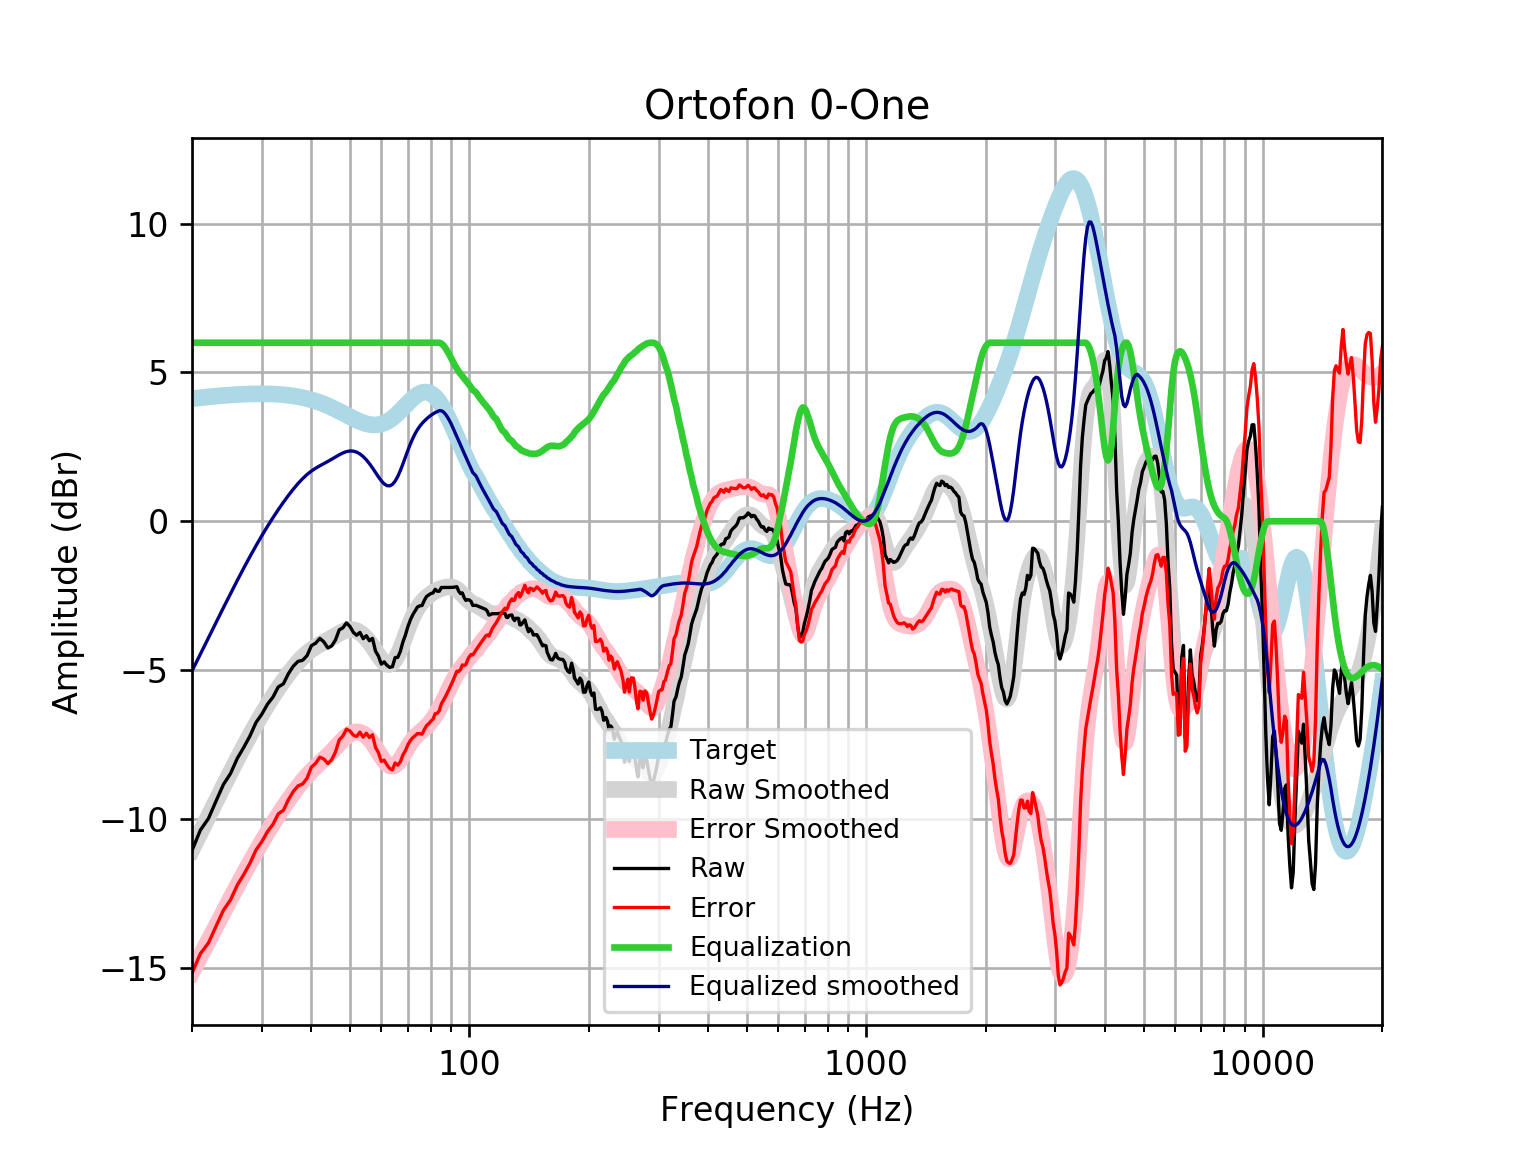 Ortofon 0-One
10
5
0
−5
−10
−15
Amplitude (dBr)
Target
Raw Smoothed
Error Smoothed
Raw
Error
Equalization
Equalized smoothed
100 1000 10000
Frequency (Hz)